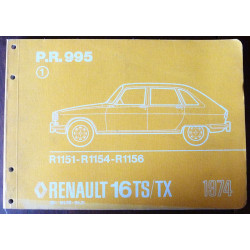 P.R. 995
1
R1151-R1154-R1156
RENAULT 16 TS/TX 1974